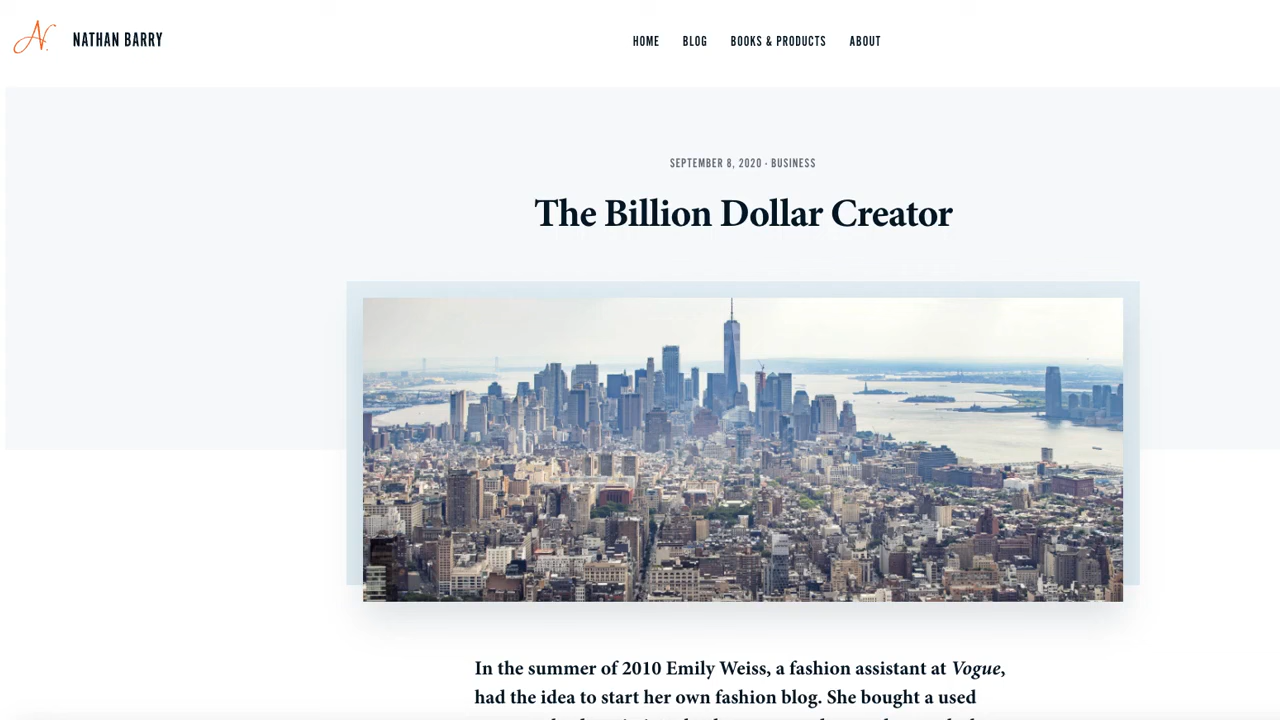 NATHAN BARRY
HOME BLOG BOOKS & PRODUCTS ABOUT
SEPTEMBER 8, 2020 · BUSINESS
The Billion Dollar Creator
In the summer of 2010 Emily Weiss, a fashion assistant at Vogue,
had the idea to start her own fashion blog. She bought a used